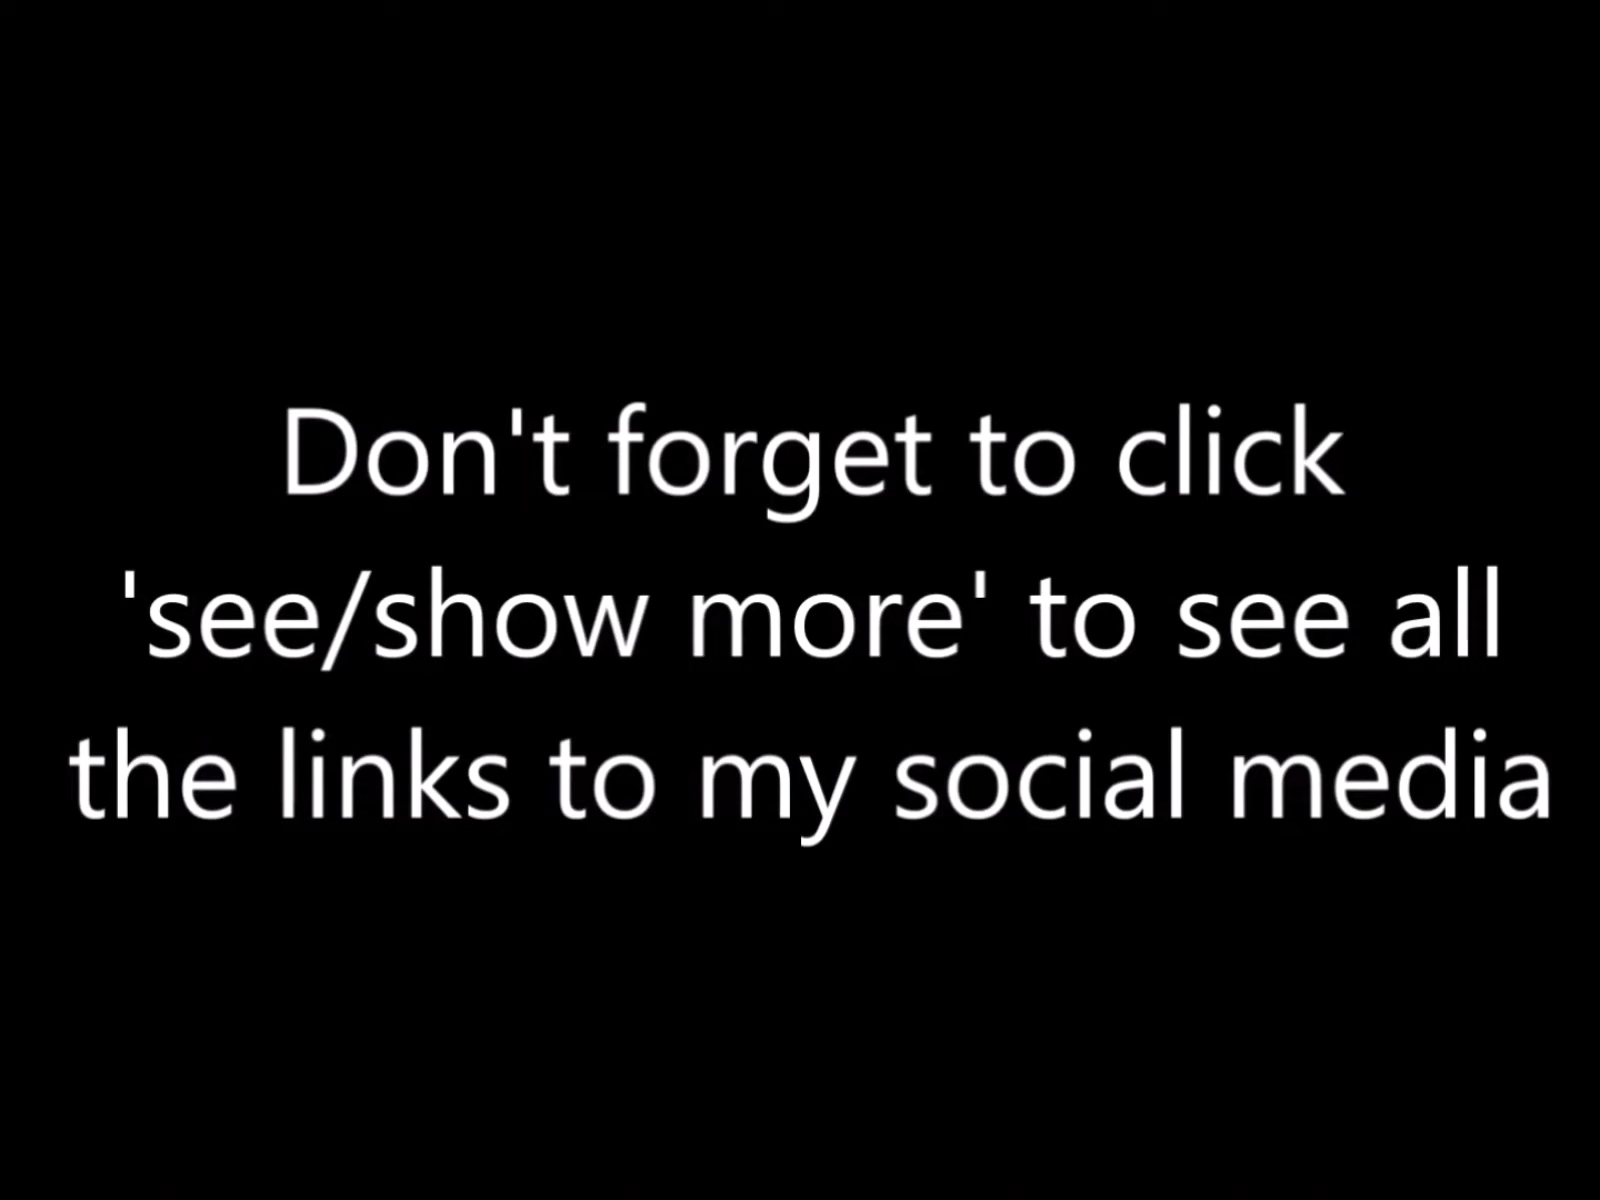 Don't forget to click
'see/show more' to see all
the links to my social media